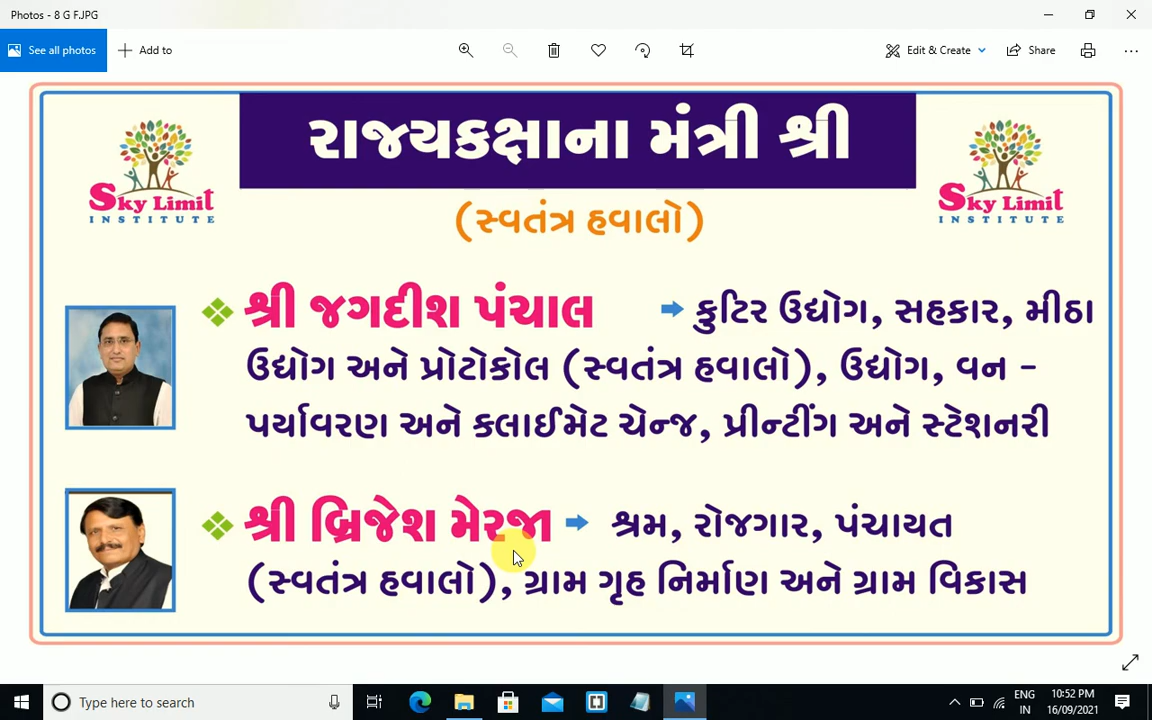 Photos - 8 G F.JPG
See all photos
Add to
Edit & Create
Share
રાજ્યકક્ષાના મંત્રી શ્રી
Sky Limit
INSTITUTE
Sky Limit
INSTITUTE
(સ્વતંત્ર હવાલો)
શ્રી જગદીશ પંચાલ કુટિર ઉદ્યોગ, સહકાર, મીઠા
ઉદ્યોગ અને પ્રોટોકોલ (સ્વતંત્ર હવાલો), ઉદ્યોગ, વન -
પર્યાવરણ અને કલાઈમેટ ચેન્જ, પ્રીન્ટીંગ અને સ્ટેશનરી
શ્રી બ્રિજેશ મેરજા શ્રમ, રોજગાર, પંચાયત
(સ્વતંત્ર હવાલો), ગ્રામ ગૃહ નિર્માણ અને ગ્રામ વિકાસ
Type here to search
ENG
IN
10:52 PM
16/09/2021